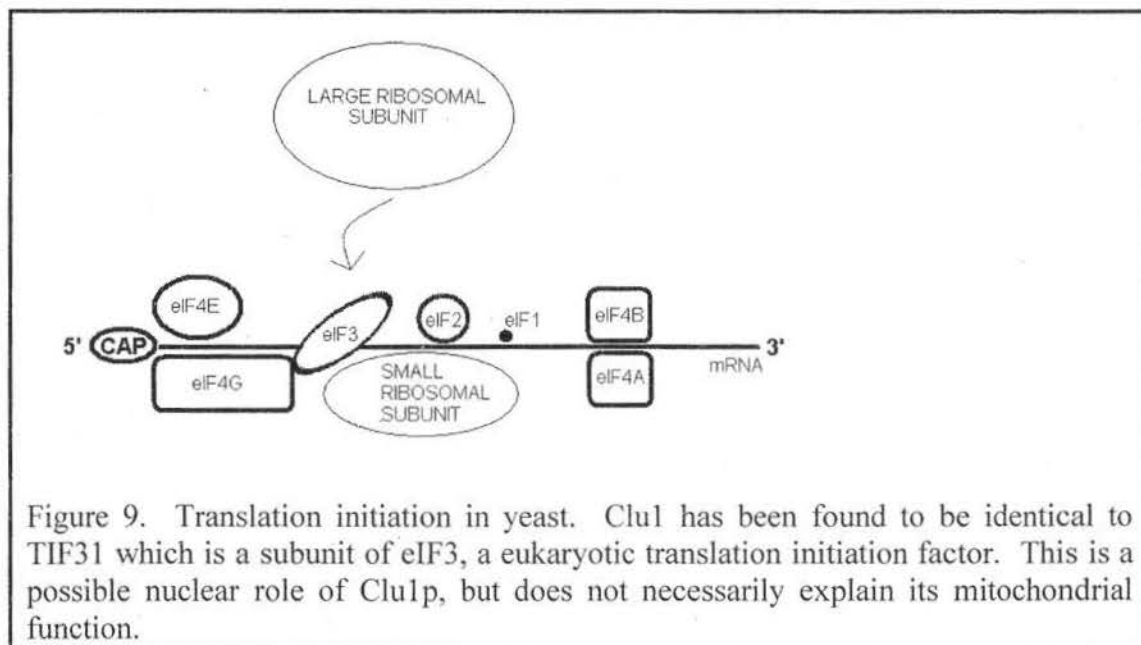 LARGE RIBOSOMAL
SUBUNIT
eIF4E
eIF3
eIF2
eIF1
eIF4B
5'
CAP
3'
mRNA
eIF4G
SMALL
RIBOSOMAL
SUBUNIT
eIF4A
Figure 9. Translation initiation in yeast. Clu1 has been found to be identical to
TIF31 which is a subunit of eIF3, a eukaryotic translation initiation factor. This is a
possible nuclear role of Clu1p, but does not necessarily explain its mitochondrial
function.